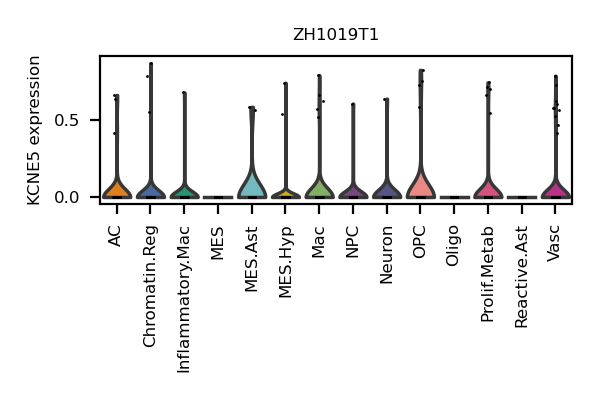 ZH1019T1
KCNE5 expression
0.5
0.0
AC
Chromatin.Reg
Inflammatory.Mac
MES
MES.Ast
MES.Hyp
Mac
NPC
Neuron
OPC
Oligo
Prolif.Metab
Reactive.Ast
Vasc